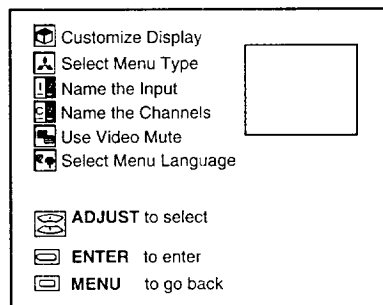 Customize Display
Select Menu Type
Name the Input
Name the Channels
Use Video Mute
Select Menu Language
ADJUST to select
ENTER to enter
MENU to go back